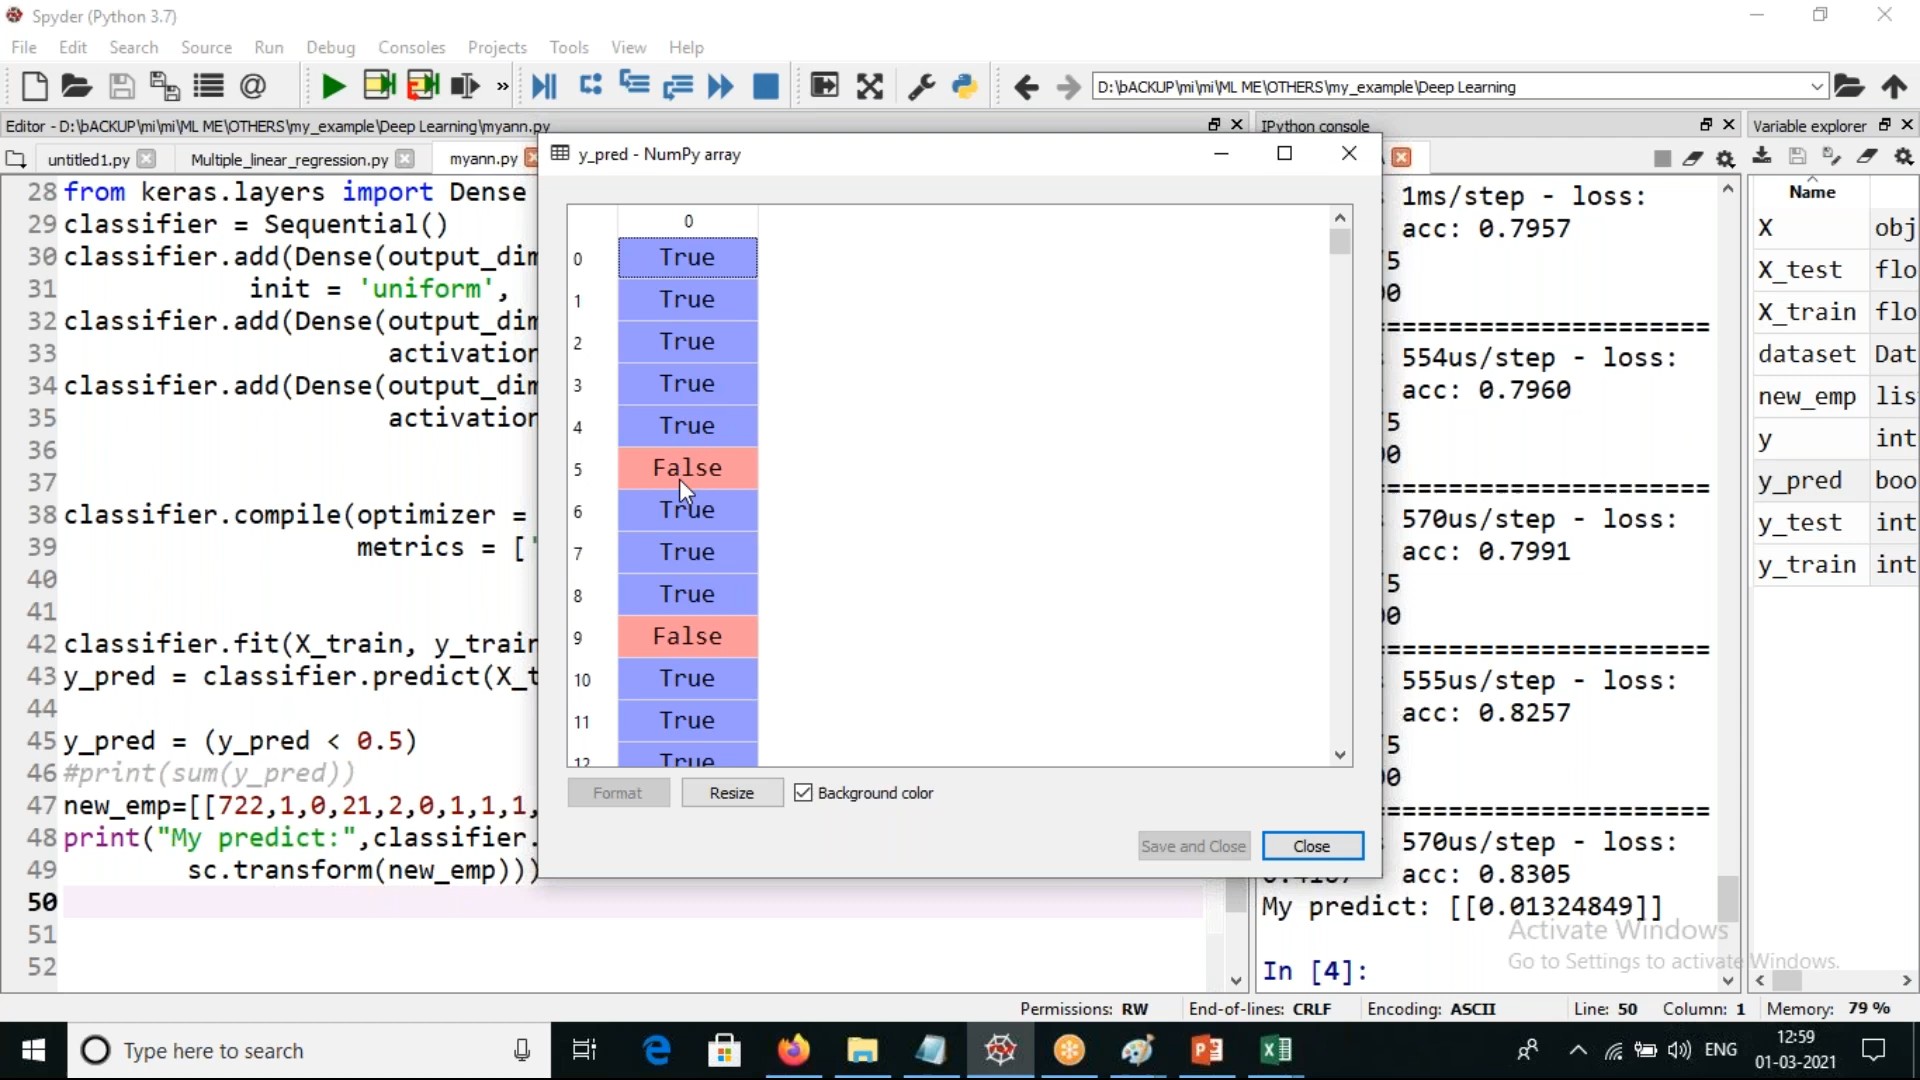 Spyder (Python 3.7)
File Edit Search Source Run Debug Consoles Projects Tools View Help
D:\bACKUP\mi\mi\ML ME\OTHERS\my_example\Deep Learning
Editor - D:\bACKUP\mi\mi\ML ME\OTHERS\my_example\Deep Learning\myann.py
IPython console
Variable explorer
untitled1.py Multiple_linear_regression.py myann.py
28 from keras.layers import Dense
29 classifier = Sequential()
30 classifier.add(Dense(output_dim
31 init = 'uniform',
32 classifier.add(Dense(output_dim
33 activation
34 classifier.add(Dense(output_dim
35 activation
36
37
38 classifier.compile(optimizer =
39 metrics = ['
40
41
42 classifier.fit(X_train, y_train
43 y_pred = classifier.predict(X_t
44
45 y_pred = (y_pred < 0.5)
46 #print(sum(y_pred))
47 new_emp=[[722,1,0,21,2,0,1,1,1,
48 print("My predict:",classifier.
49 sc.transform(new_emp)))
50
51
52
y_pred - NumPy array
0
0 True
1 True
2 True
3 True
4 True
5 False
6 True
7 True
8 True
9 False
10 True
11 True
12 True
Format Resize Background color
Save and Close Close
1ms/step - loss:
acc: 0.7957
5
0
=====================
554us/step - loss:
acc: 0.7960
5
0
=====================
570us/step - loss:
acc: 0.7991
5
0
=====================
555us/step - loss:
acc: 0.8257
5
0
=====================
570us/step - loss:
acc: 0.8305
My predict: [[0.01324849]]
In [4]:
Name
X obj
X_test flo
X_train flo
dataset Dat
new_emp lis
y int
y_pred boo
y_test int
y_train int
Activate Windows
Go to Settings to activate Windows.
Permissions: RW End-of-lines: CRLF Encoding: ASCII Line: 50 Column: 1 Memory: 79 %
Type here to search
ENG
12:59
01-03-2021